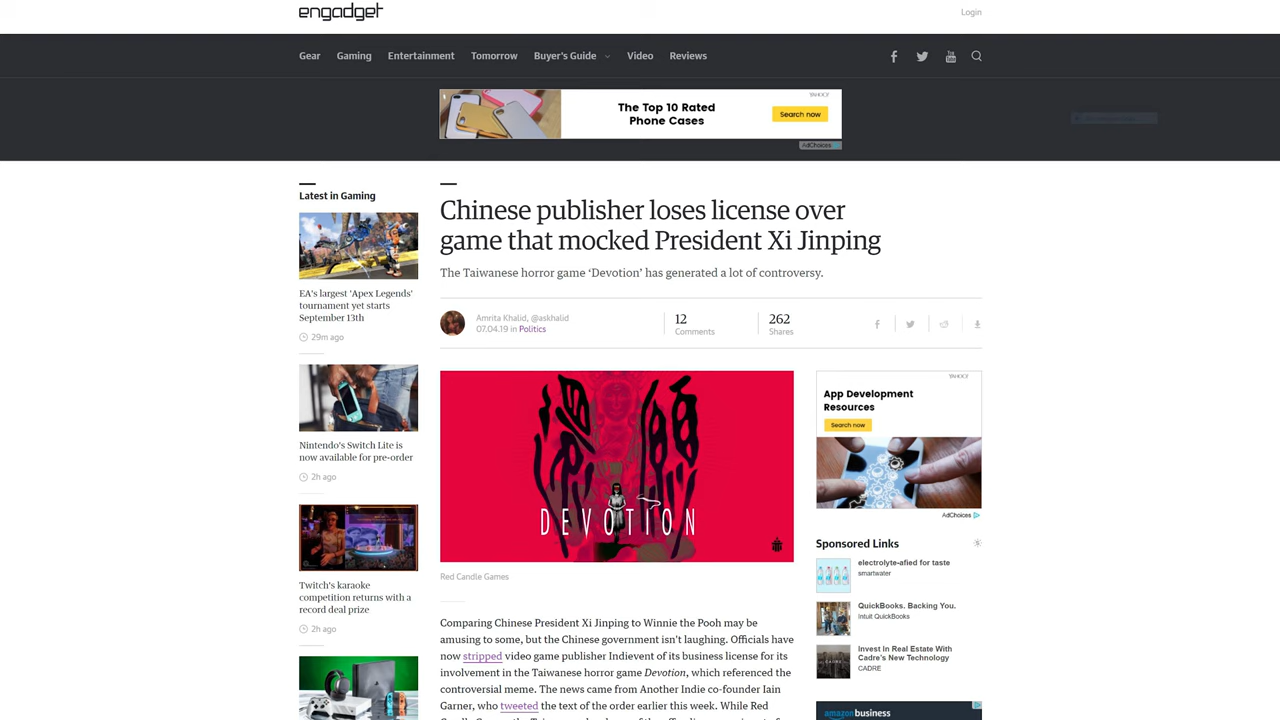 engadget
Login
Gear Gaming Entertainment Tomorrow Buyer's Guide Video Reviews
YAHOO!
The Top 10 Rated
Phone Cases
Search now
AdChoices
Latest in Gaming
EA's largest 'Apex Legends'
tournament yet starts
September 13th
29m ago
Nintendo's Switch Lite is
now available for pre-order
2h ago
Twitch's karaoke
competition returns with a
record deal prize
2h ago
Chinese publisher loses license over
game that mocked President Xi Jinping
The Taiwanese horror game 'Devotion' has generated a lot of controversy.
Amrita Khalid, @askhalid
07.04.19 in Politics
12
Comments
262
Shares
還願
DEVOTION
Red Candle Games
Comparing Chinese President Xi Jinping to Winnie the Pooh may be
amusing to some, but the Chinese government isn't laughing. Officials have
now stripped video game publisher Indievent of its business license for its
involvement in the Taiwanese horror game Devotion, which referenced the
controversial meme. The news came from Another Indie co-founder Iain
Garner, who tweeted the text of the order earlier this week. While Red
YAHOO!
App Development
Resources
Search now
AdChoices
Sponsored Links
electrolyte-afied for taste
smartwater
QuickBooks. Backing You.
Intuit QuickBooks
Invest In Real Estate With
Cadre's New Technology
CADRE
amazon business